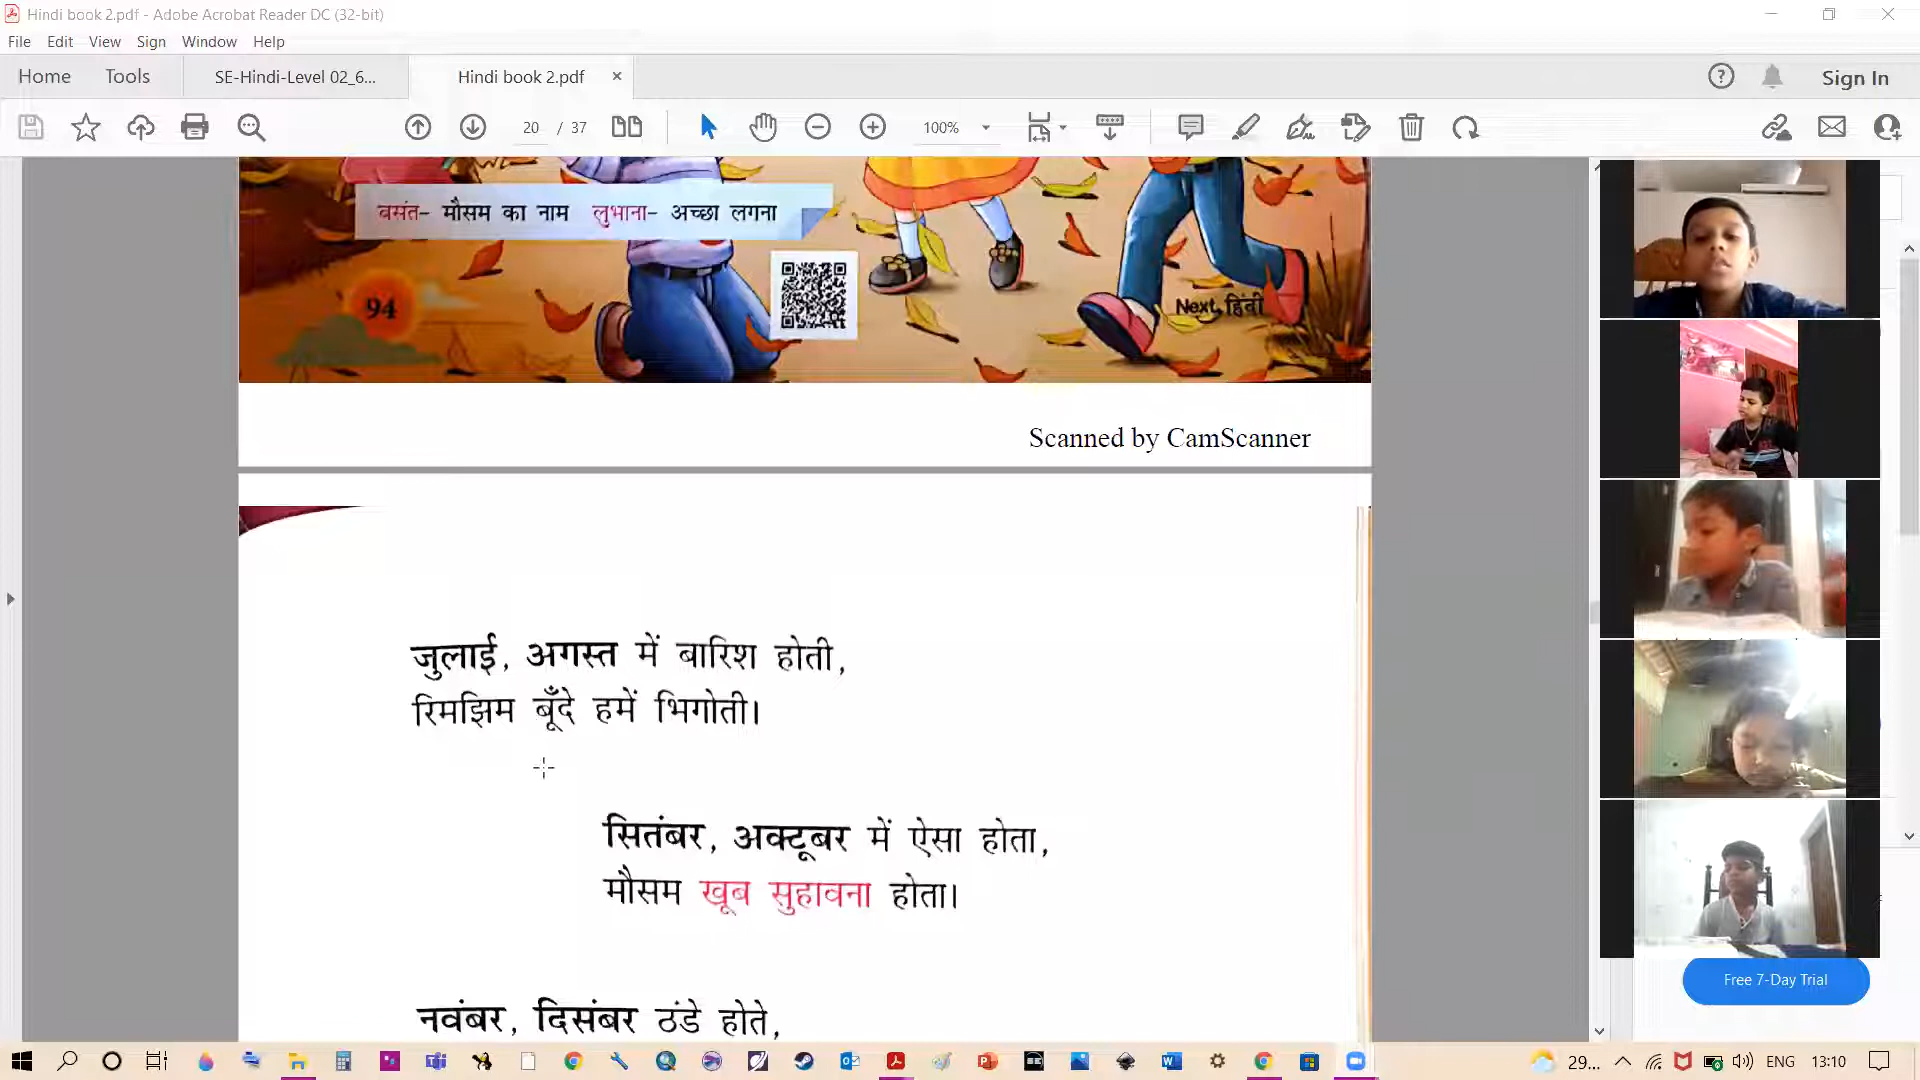 Hindi book 2.pdf - Adobe Acrobat Reader DC (32-bit)
File Edit View Sign Window Help
Home Tools SE-Hindi-Level 02_6... Hindi book 2.pdf × Sign In
20 / 37 100%
बसंत- मौसम का नाम लुभाना- अच्छा लगना
94
Next हिंदी
Scanned by CamScanner
जुलाई, अगस्त में बारिश होती,
रिमझिम बूँदे हमें भिगोती।
सितंबर, अक्टूबर में ऐसा होता,
मौसम खूब सुहावना होता।
नवंबर, दिसंबर ठंडे होते,
Free 7-Day Trial
29... ENG 13:10